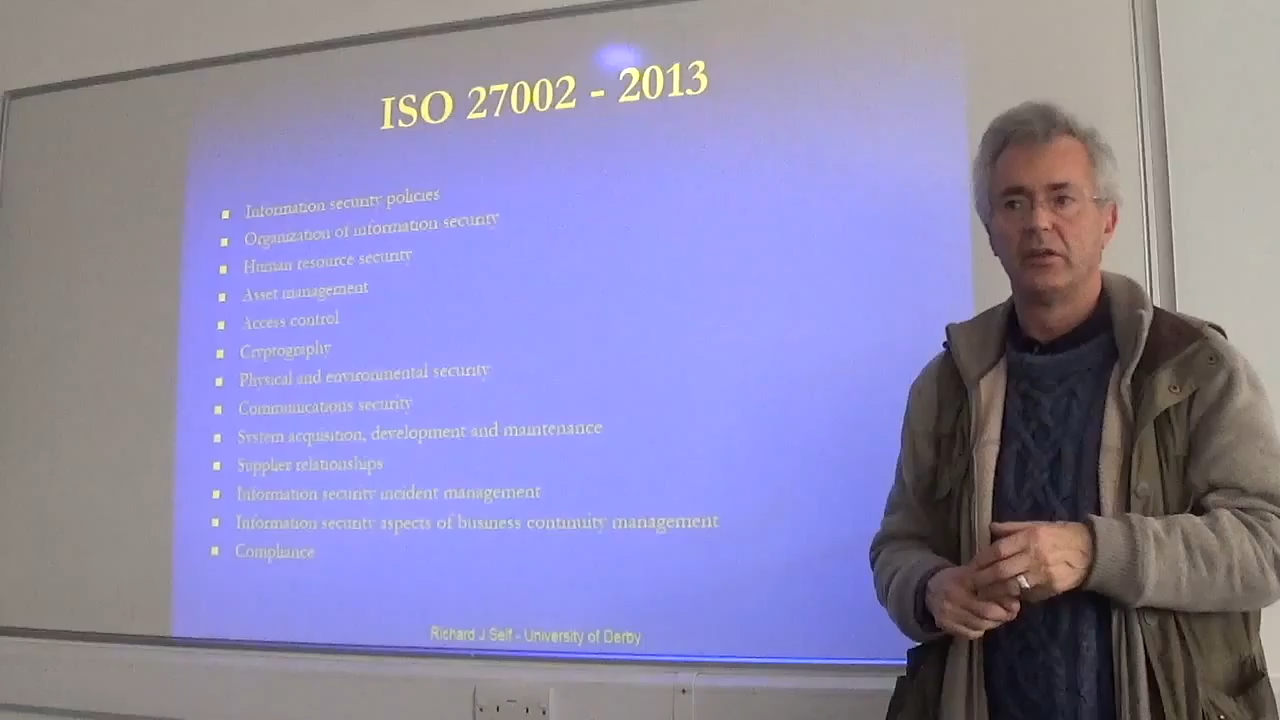 ISO 27002 - 2013
Information security policies
Organization of information security
Human resource security
Asset management
Access control
Cryptography
Physical and environmental security
Communications security
System acquisition, development and maintenance
Supplier relationships
Information security incident management
Information security aspects of business continuity management
Compliance
Richard J Self - University of Derby